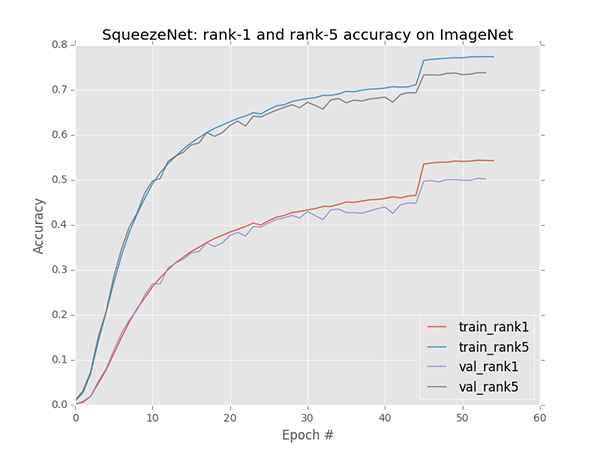 SqueezeNet: rank-1 and rank-5 accuracy on ImageNet
0.8
0.7
0.6
0.5
0.4
0.3
0.2
0.1
0.0
Accuracy
train_rank1
train_rank5
val_rank1
val_rank5
0 10 20 30 40 50 60
Epoch #